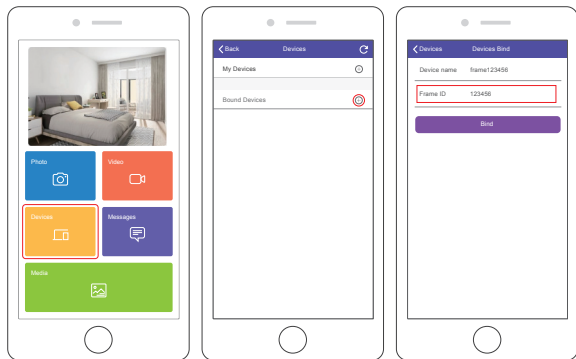 Photo
Video
Devices
Messages
Media
Back Devices
My Devices
Bound Devices
Devices Devices Bind
Device name frame123456
Frame ID 123456
Bind